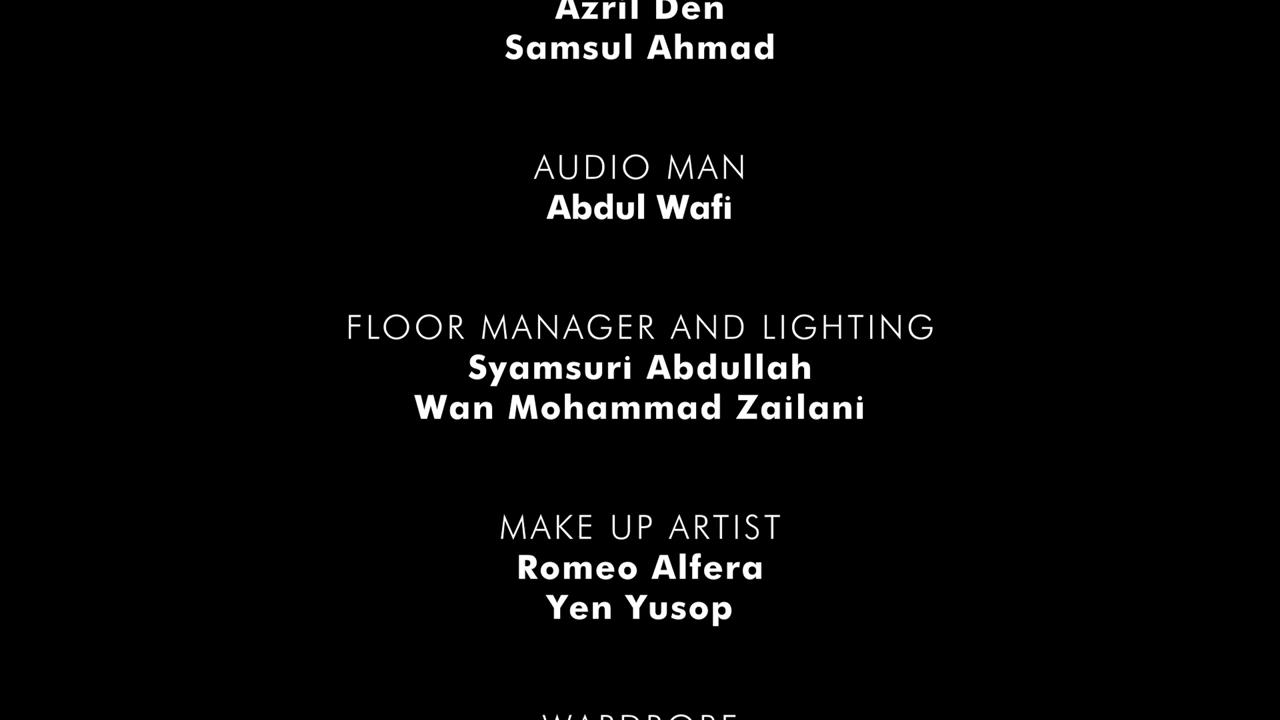 Azril Den
Samsul Ahmad
AUDIO MAN
Abdul Wafi
FLOOR MANAGER AND LIGHTING
Syamsuri Abdullah
Wan Mohammad Zailani
MAKE UP ARTIST
Romeo Alfera
Yen Yusop
WARDROBE